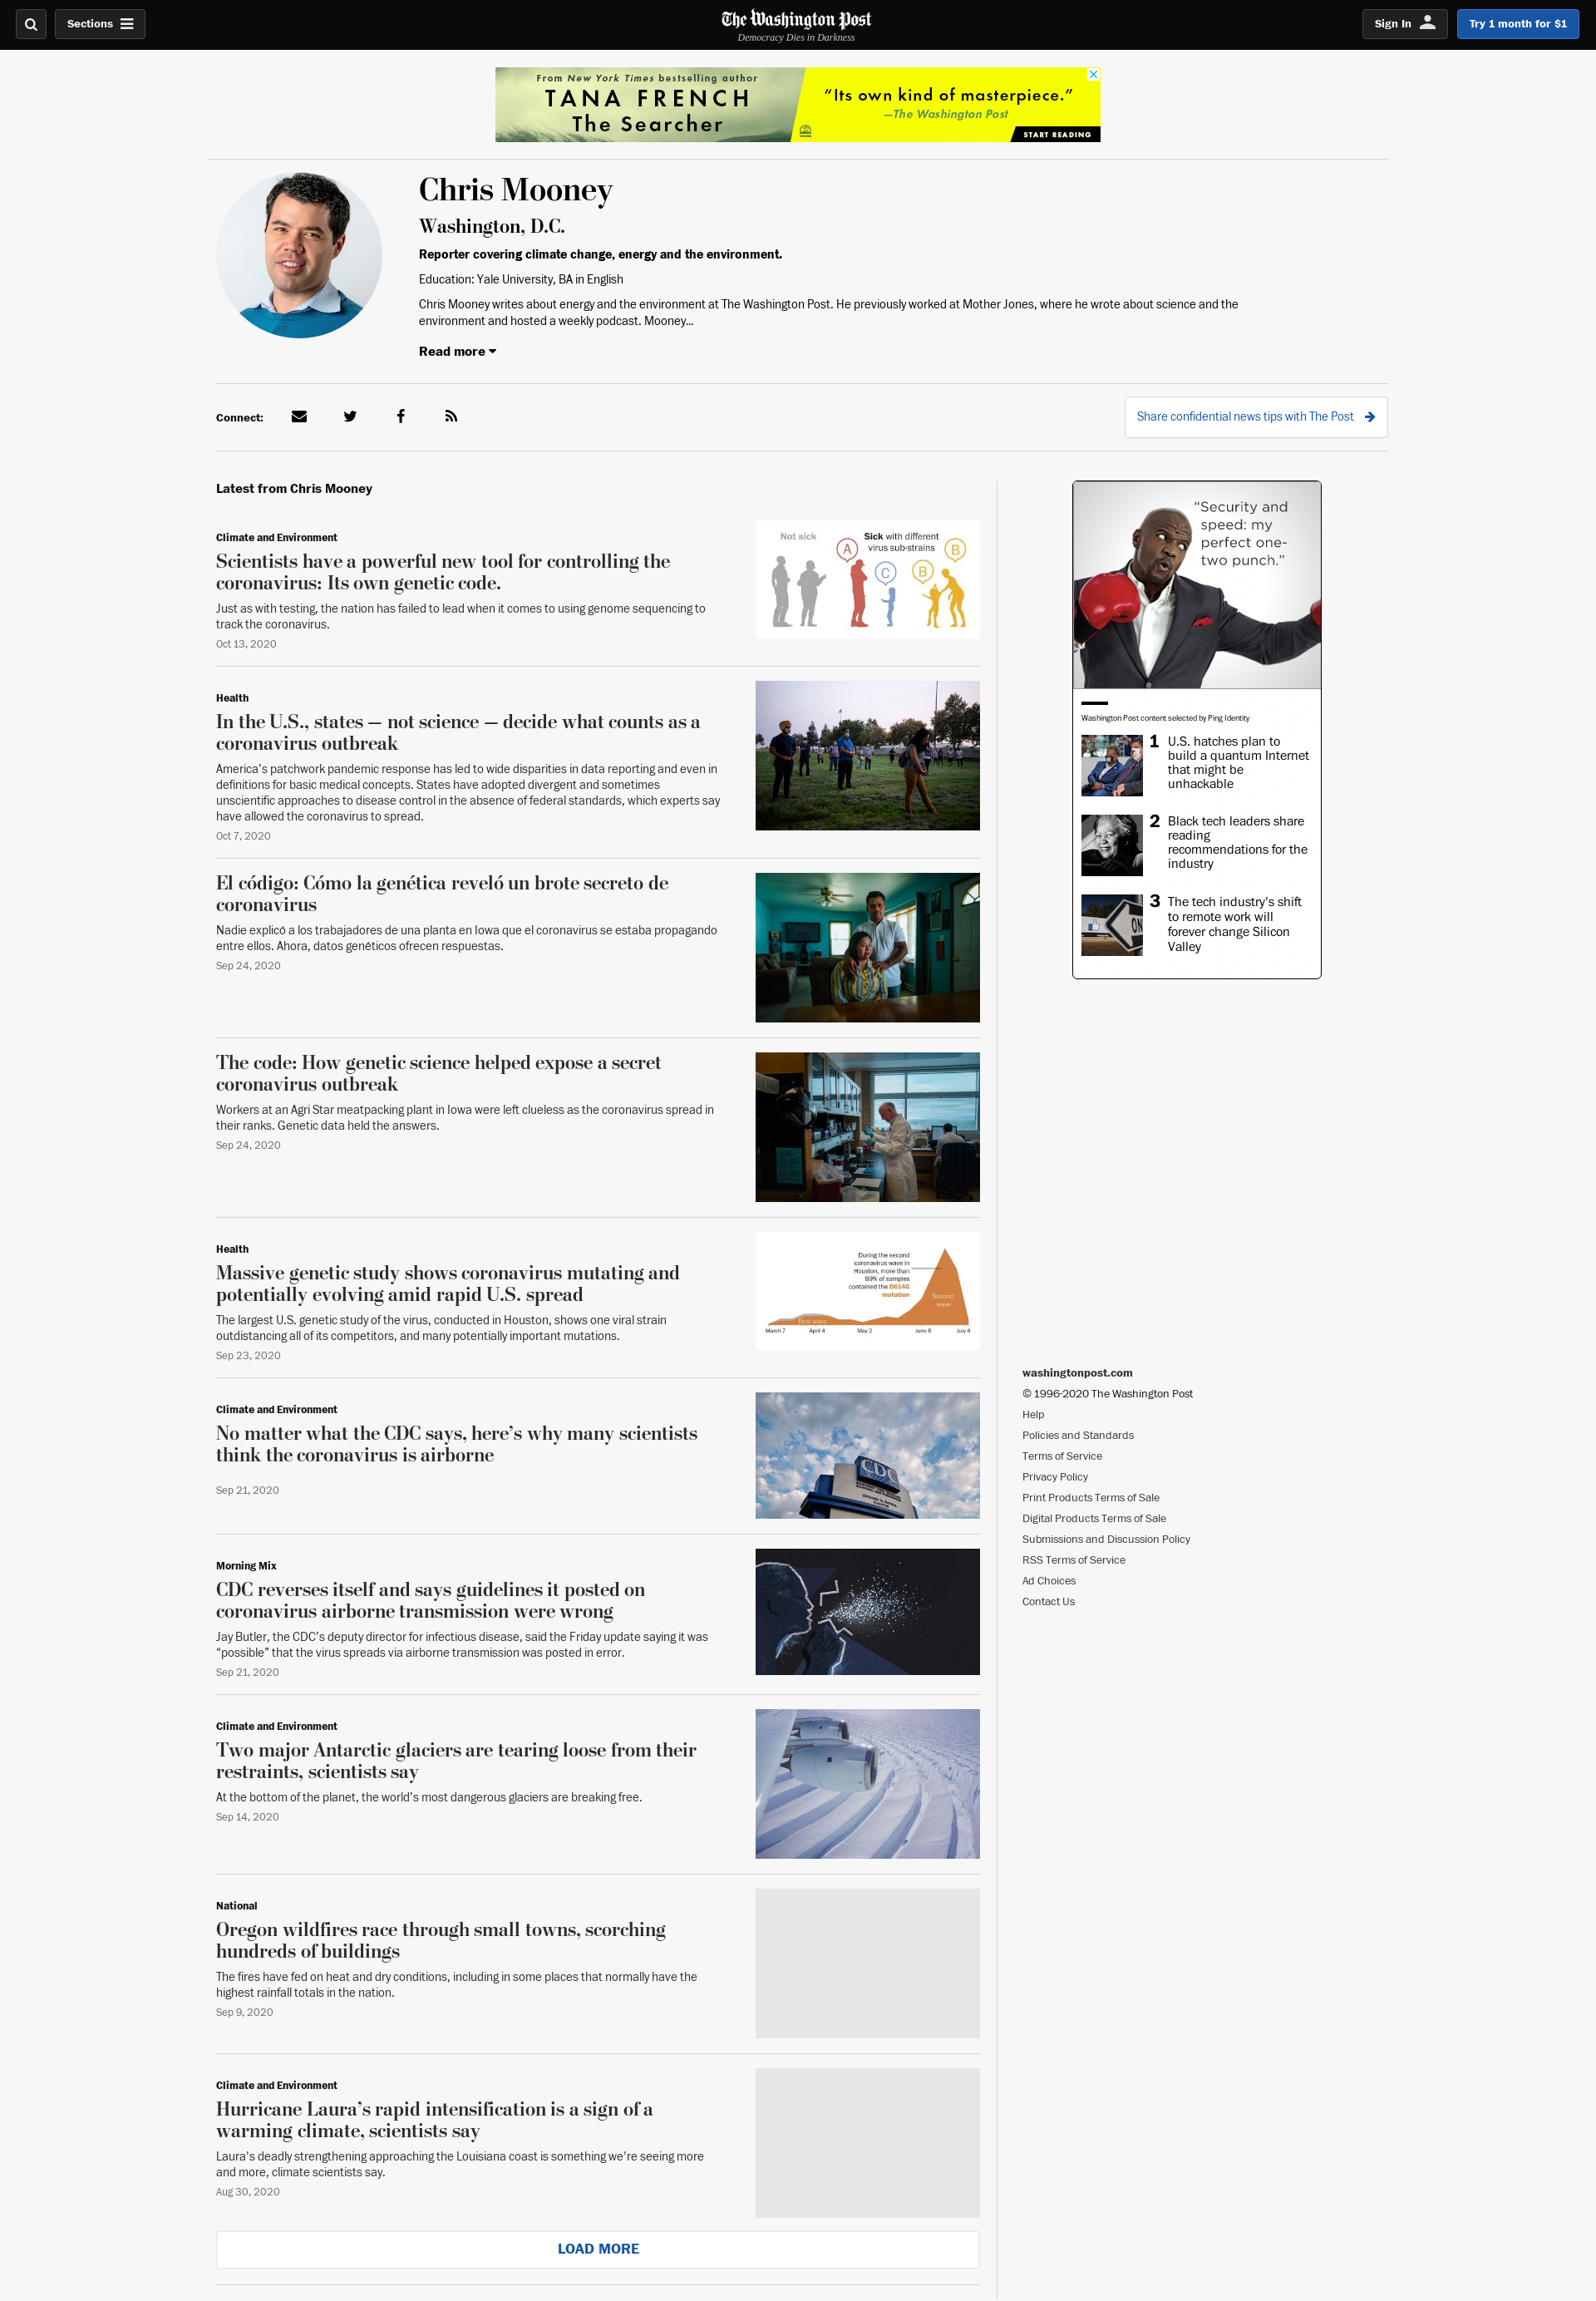 Sections
The Washington Post
Democracy Dies in Darkness
Sign In
Try 1 month for $1
From New York Times bestselling author
TANA FRENCH
The Searcher
“Its own kind of masterpiece.”
—The Washington Post
START READING
Chris Mooney
Washington, D.C.
Reporter covering climate change, energy and the environment.
Education: Yale University, BA in English
Chris Mooney writes about energy and the environment at The Washington Post. He previously worked at Mother Jones, where he wrote about science and the
environment and hosted a weekly podcast. Mooney...
Read more
Connect:
Share confidential news tips with The Post
Latest from Chris Mooney
Climate and Environment
Scientists have a powerful new tool for controlling the
coronavirus: Its own genetic code.
Just as with testing, the nation has failed to lead when it comes to using genome sequencing to
track the coronavirus.
Oct 13, 2020
Not sick
Sick with different
virus sub-strains
A
B
C
B
Health
In the U.S., states — not science — decide what counts as a
coronavirus outbreak
America’s patchwork pandemic response has led to wide disparities in data reporting and even in
definitions for basic medical concepts. States have adopted divergent and sometimes
unscientific approaches to disease control in the absence of federal standards, which experts say
have allowed the coronavirus to spread.
Oct 7, 2020
El código: Cómo la genética reveló un brote secreto de
coronavirus
Nadie explicó a los trabajadores de una planta en Iowa que el coronavirus se estaba propagando
entre ellos. Ahora, datos genéticos ofrecen respuestas.
Sep 24, 2020
The code: How genetic science helped expose a secret
coronavirus outbreak
Workers at an Agri Star meatpacking plant in Iowa were left clueless as the coronavirus spread in
their ranks. Genetic data held the answers.
Sep 24, 2020
Health
Massive genetic study shows coronavirus mutating and
potentially evolving amid rapid U.S. spread
The largest U.S. genetic study of the virus, conducted in Houston, shows one viral strain
outdistancing all of its competitors, and many potentially important mutations.
Sep 23, 2020
During the second
coronavirus wave in
Houston, more than
99% of samples
contained the D614G
mutation
Second
wave
First wave
March 7
April 4
May 2
June 6
July 4
Climate and Environment
No matter what the CDC says, here’s why many scientists
think the coronavirus is airborne
Sep 21, 2020
CDC
Morning Mix
CDC reverses itself and says guidelines it posted on
coronavirus airborne transmission were wrong
Jay Butler, the CDC’s deputy director for infectious disease, said the Friday update saying it was
“possible” that the virus spreads via airborne transmission was posted in error.
Sep 21, 2020
Climate and Environment
Two major Antarctic glaciers are tearing loose from their
restraints, scientists say
At the bottom of the planet, the world’s most dangerous glaciers are breaking free.
Sep 14, 2020
National
Oregon wildfires race through small towns, scorching
hundreds of buildings
The fires have fed on heat and dry conditions, including in some places that normally have the
highest rainfall totals in the nation.
Sep 9, 2020
Climate and Environment
Hurricane Laura’s rapid intensification is a sign of a
warming climate, scientists say
Laura's deadly strengthening approaching the Louisiana coast is something we're seeing more
and more, climate scientists say.
Aug 30, 2020
LOAD MORE
“Security and
speed: my
perfect one-
two punch.”
Washington Post content selected by Ping Identity
1
U.S. hatches plan to
build a quantum Internet
that might be
unhackable
2
Black tech leaders share
reading
recommendations for the
industry
3
The tech industry's shift
to remote work will
forever change Silicon
Valley
ON
washingtonpost.com
© 1996-2020 The Washington Post
Help
Policies and Standards
Terms of Service
Privacy Policy
Print Products Terms of Sale
Digital Products Terms of Sale
Submissions and Discussion Policy
RSS Terms of Service
Ad Choices
Contact Us